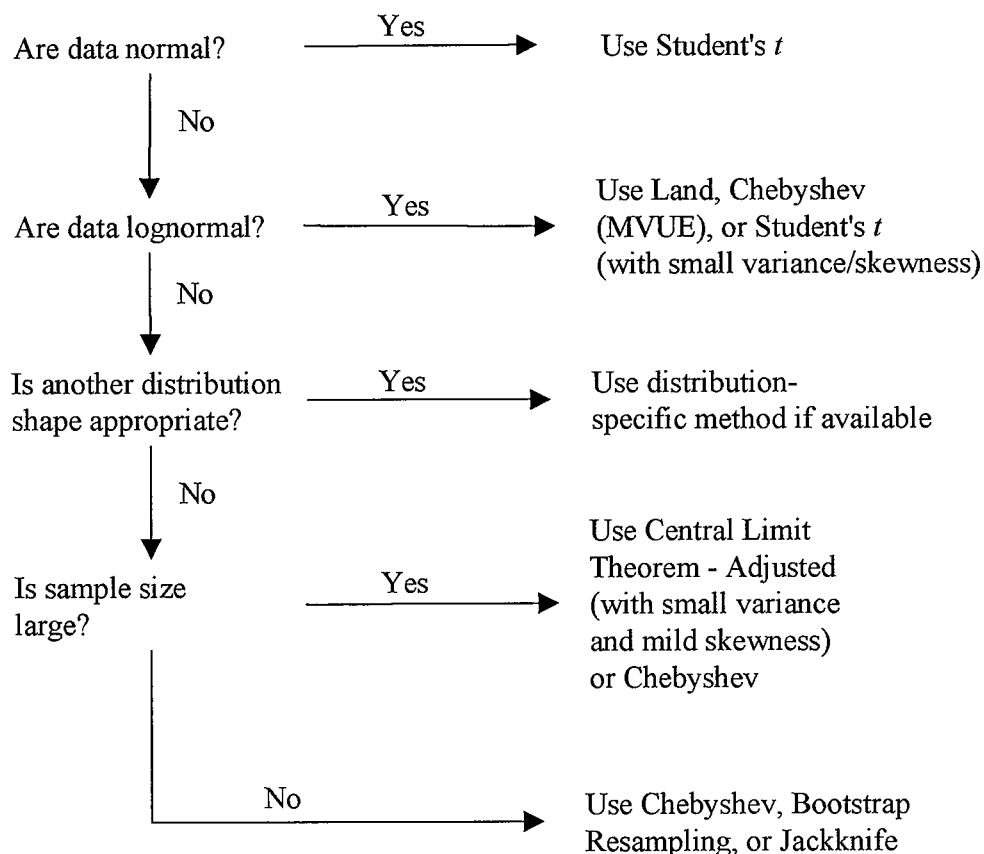 Are data normal?
Yes
Use Student's t
No
Are data lognormal?
Yes
Use Land, Chebyshev
(MVUE), or Student's t
(with small variance/skewness)
No
Is another distribution
shape appropriate?
Yes
Use distribution-
specific method if available
No
Is sample size
large?
Yes
Use Central Limit
Theorem - Adjusted
(with small variance
and mild skewness)
or Chebyshev
No
Use Chebyshev, Bootstrap
Resampling, or Jackknife